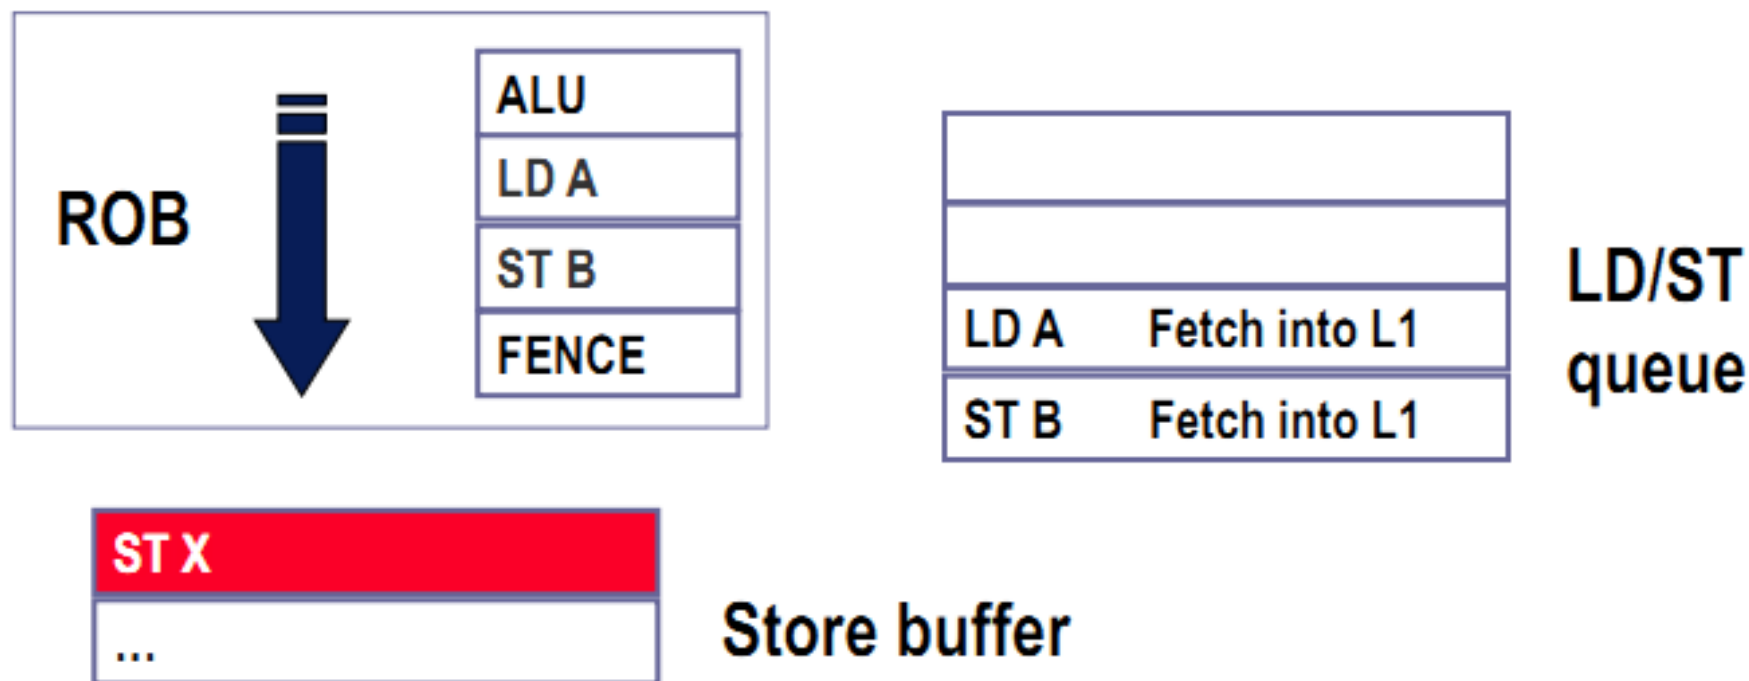 ROB
ALU
LD A
ST B
FENCE
LD A Fetch into L1
ST B Fetch into L1
LD/ST
queue
ST X
...
Store buffer